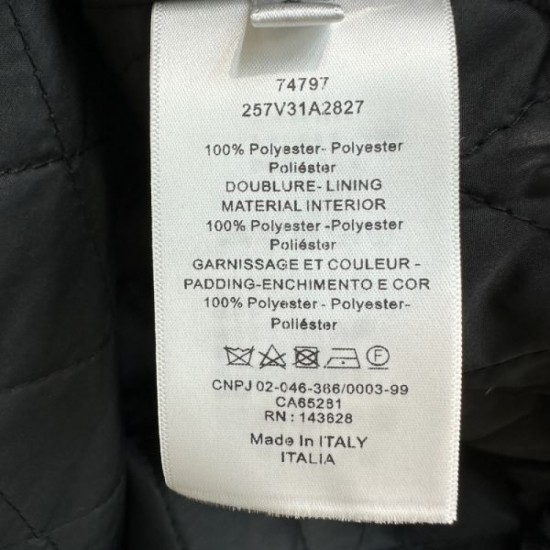 74797
257V31A2827
100% Polyester- Polyester
Poliéster
DOUBLURE- LINING
MATERIAL INTERIOR
100% Polyester -Polyester
Poliéster
GARNISSAGE ET COULEUR -
PADDING-ENCHIMENTO E COR
100% Polyester - Polyester-
Poliéster
F
CNPJ 02-046-386/0003-99
CA65281
RN : 143628
Made In ITALY
ITALIA